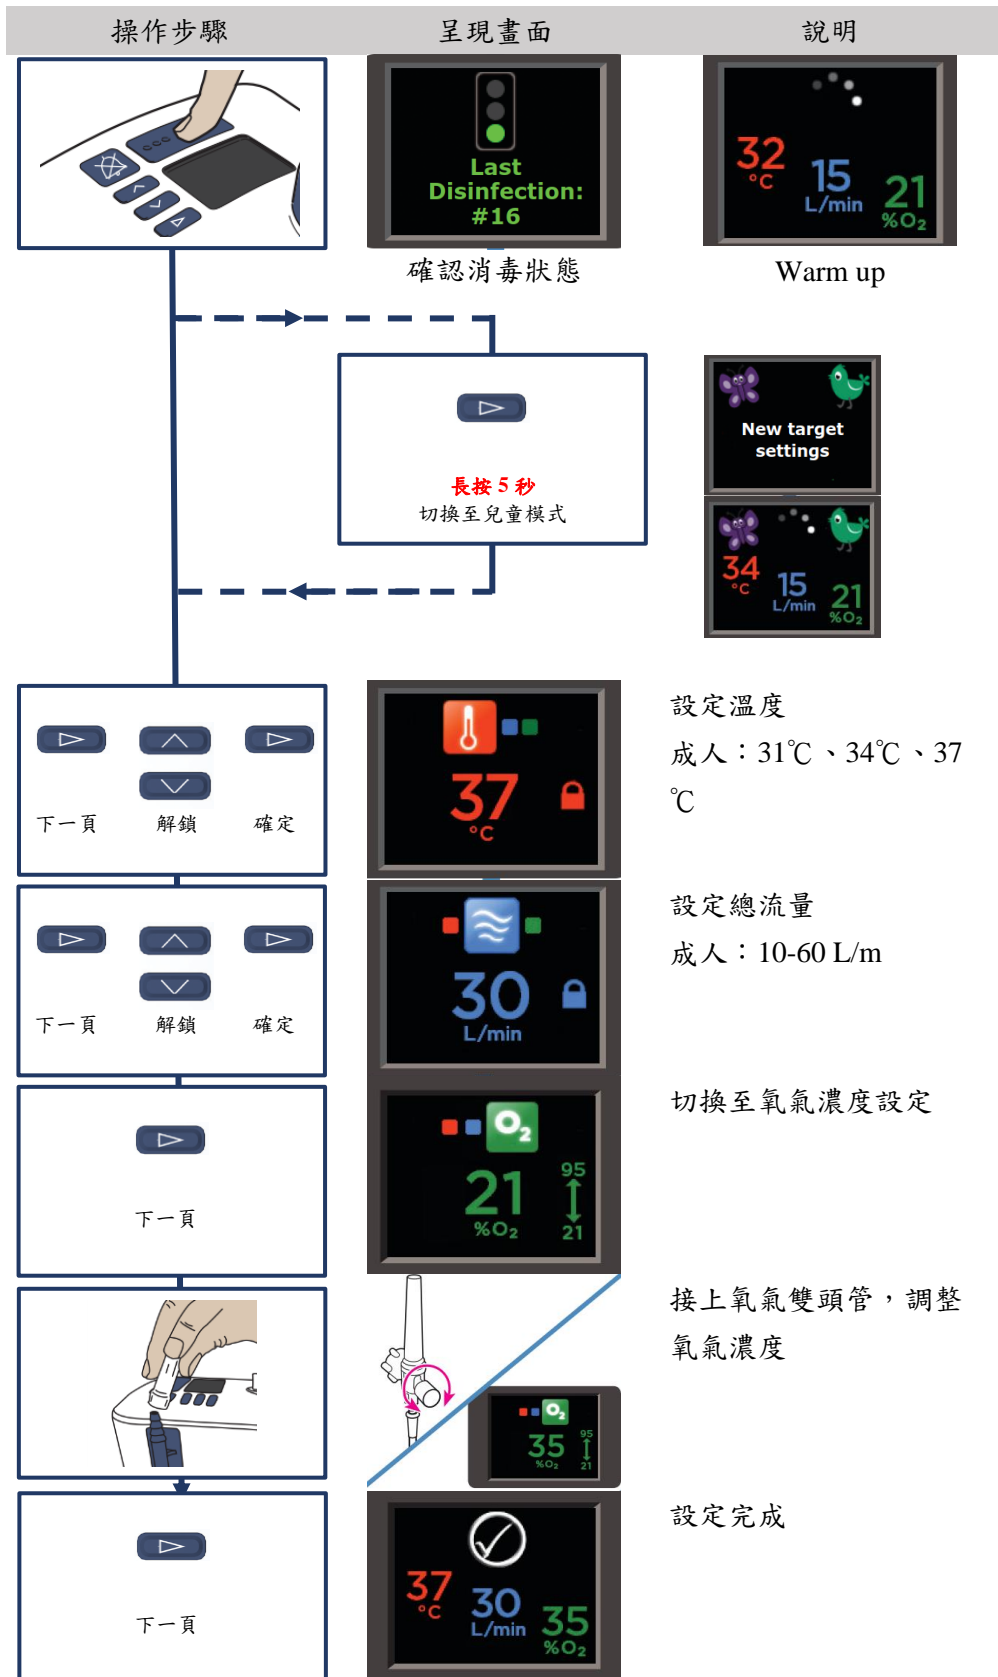 操作步驟 呈現畫面 說明
Last
Disinfection:
#16
32
°C
15
L/min
21
%O₂
確認消毒狀態 Warm up
長按 5 秒
切換至兒童模式
New target
settings
34
°C
15
L/min
21
%O₂
下一頁 解鎖 確定
37
°C
設定溫度
成人：31℃、34℃、37
℃
下一頁 解鎖 確定
30
L/min
設定總流量
成人：10-60 L/m
下一頁
O₂
21
%O₂
95
21
切換至氧氣濃度設定
O₂
35
%O₂
95
21
接上氧氣雙頭管，調整
氧氣濃度
下一頁
37
°C
30
L/min
35
%O₂
設定完成